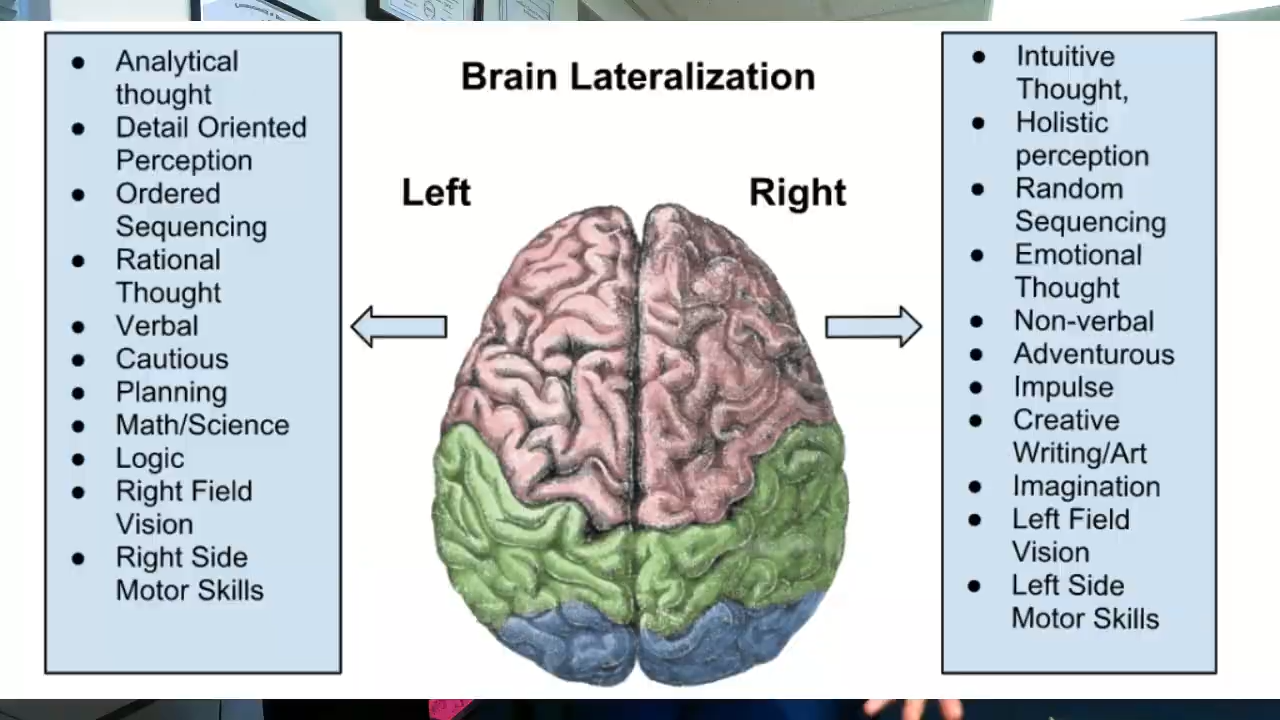 Brain Lateralization
Left
Right
• Analytical
thought
• Detail Oriented
Perception
• Ordered
Sequencing
• Rational
Thought
• Verbal
• Cautious
• Planning
• Math/Science
• Logic
• Right Field
Vision
• Right Side
Motor Skills
• Intuitive
Thought,
• Holistic
perception
• Random
Sequencing
• Emotional
Thought
• Non-verbal
• Adventurous
• Impulse
• Creative
Writing/Art
• Imagination
• Left Field
Vision
• Left Side
Motor Skills